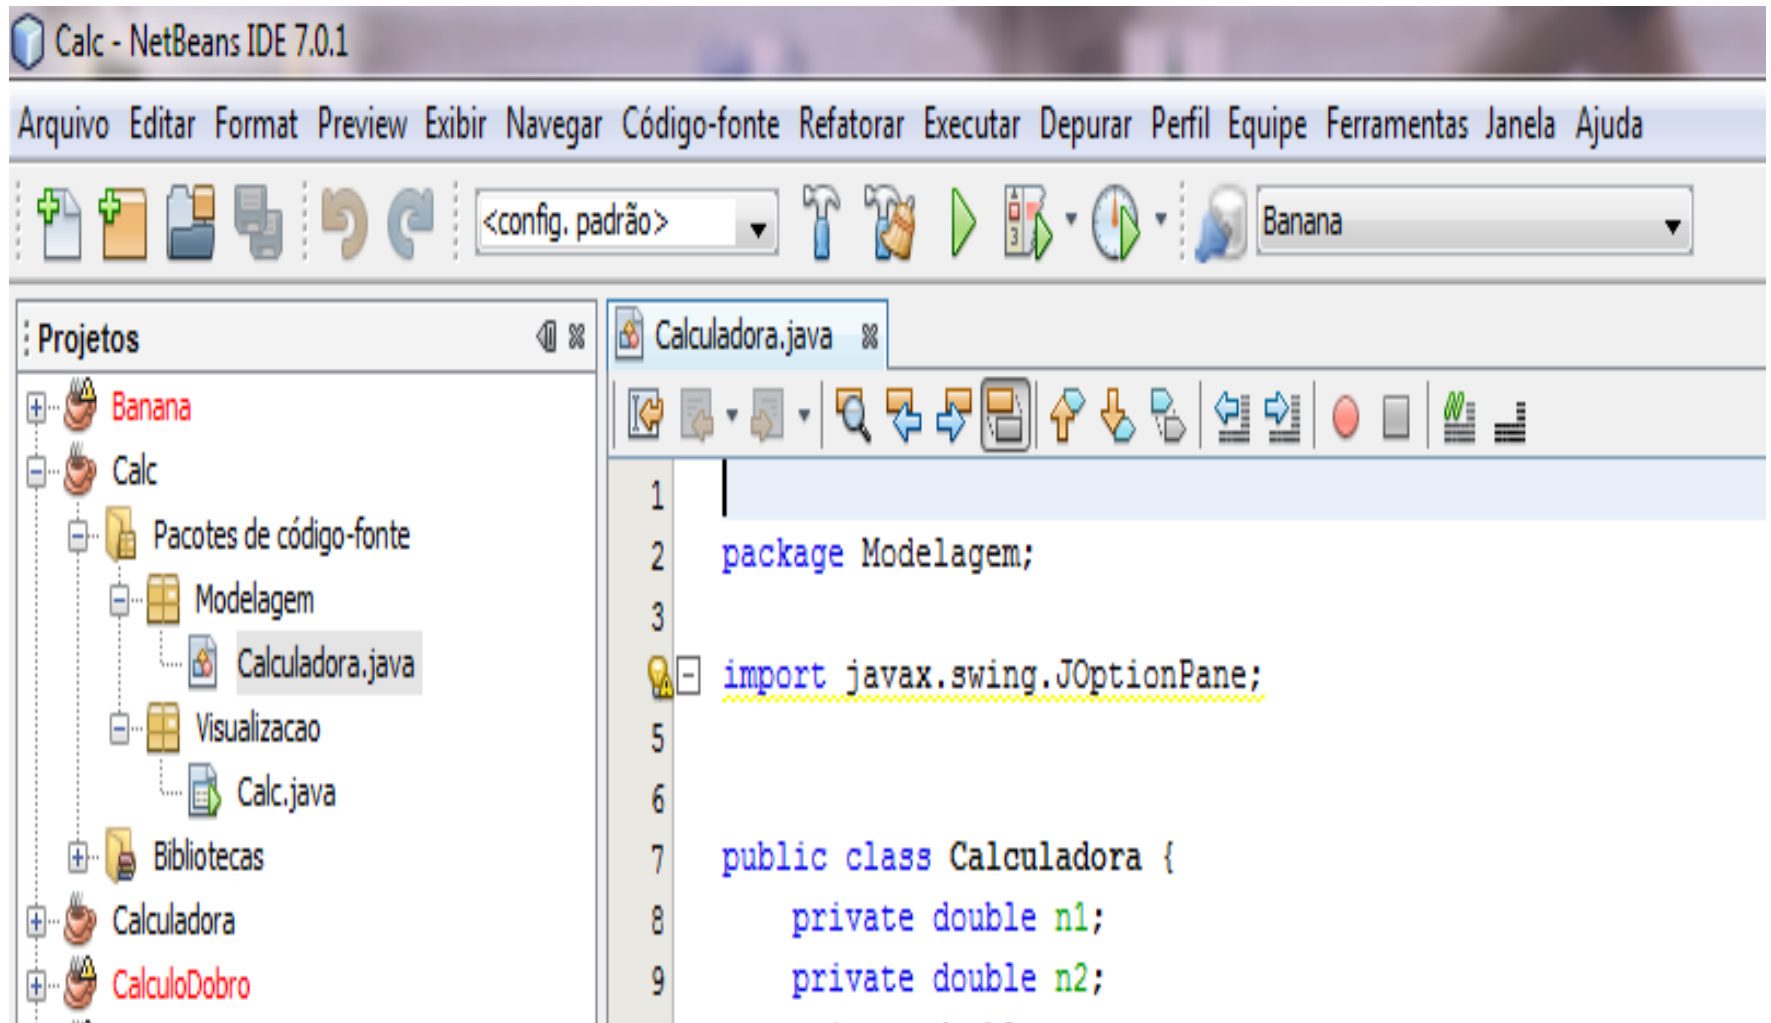 Calc - NetBeans IDE 7.0.1
Arquivo Editar Format Preview Exibir Navegar Código-fonte Refatorar Executar Depurar Perfil Equipe Ferramentas Janela Ajuda
<config. padrão>
Banana
Projetos
Banana
Calc
Pacotes de código-fonte
Modelagem
Calculadora.java
Visualizacao
Calc.java
Bibliotecas
Calculadora
CalculoDobro
Calculadora.java
1
2 package Modelagem;
3
import javax.swing.JOptionPane;
5
6
7 public class Calculadora {
8 private double n1;
9 private double n2;